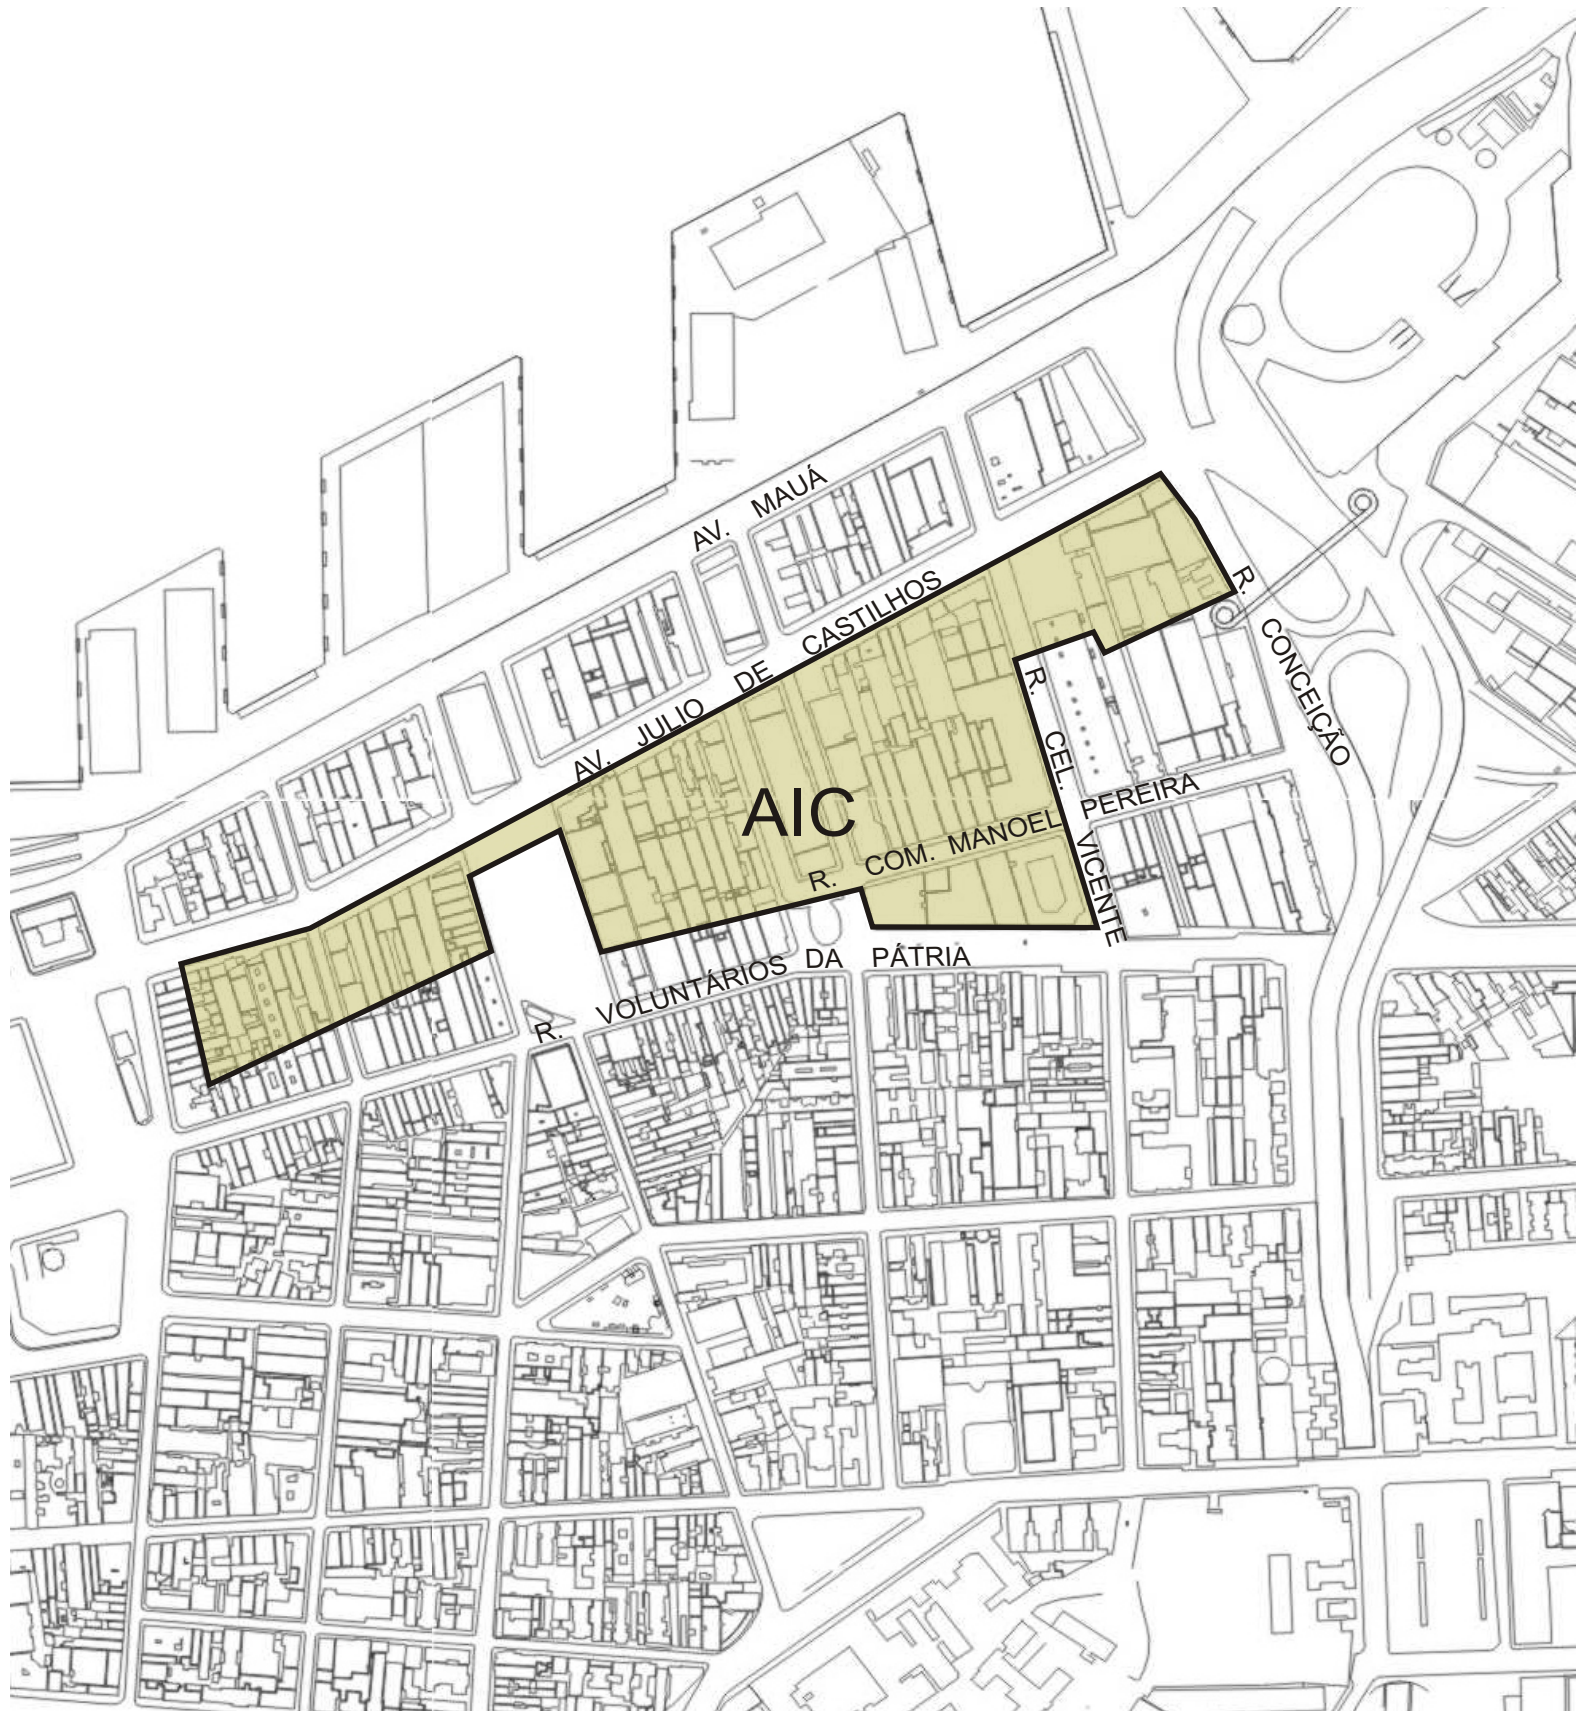 AV. MAUÁ
AV. JULIO DE CASTILHOS
R. CONCEIÇÃO
R. CEL. VICENTE
AIC
R. COM. MANOEL PEREIRA
R. VOLUNTÁRIOS DA PÁTRIA